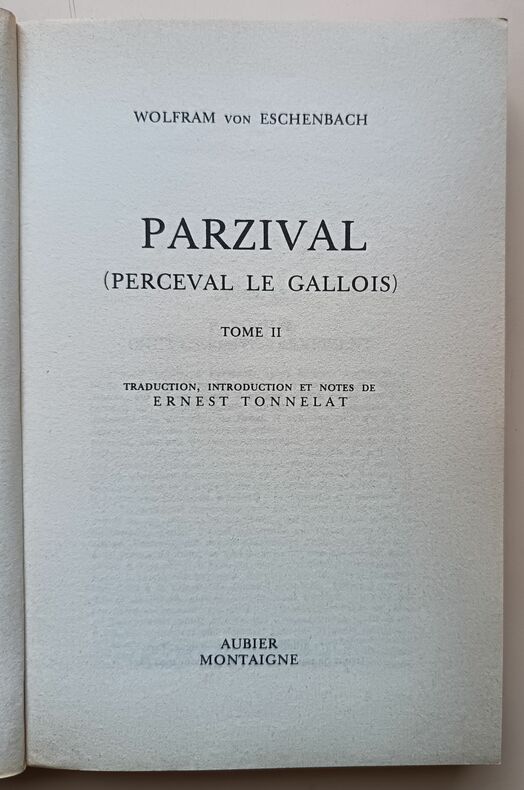 WOLFRAM VON ESCHENBACH
PARZIVAL
(PERCEVAL LE GALLOIS)
TOME II
TRADUCTION, INTRODUCTION ET NOTES DE
ERNEST TONNELAT
AUBIER
MONTAIGNE